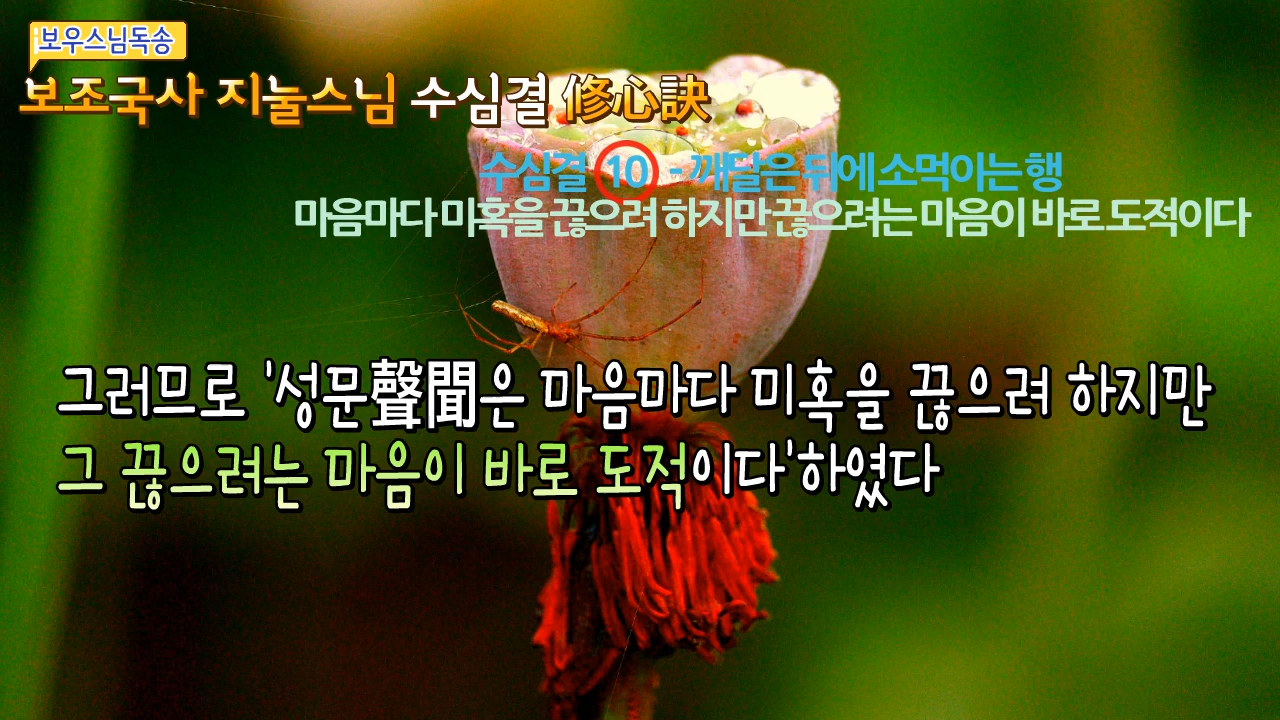 보우스님독송
보조국사 지눌스님 수심결 修心訣
수심결 10 - 깨달은 뒤에 소먹이는 행
마음마다 미혹을 끊으려 하지만 끊으려는 마음이 바로 도적이다
그러므로 '성문聲聞은 마음마다 미혹을 끊으려 하지만
그 끊으려는 마음이 바로 도적이다'하였다